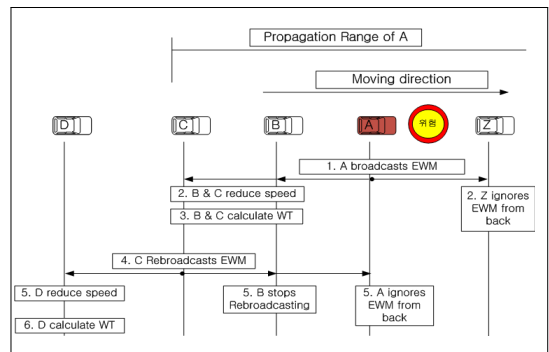 Propagation Range of A
Moving direction
D
C
B
A
위험
Z
1. A broadcasts EWM
2. B & C reduce speed
3. B & C calculate WT
2. Z ignores
EWM from
back
4. C Rebroadcasts EWM
5. D reduce speed
6. D calculate WT
5. B stops
Rebroadcasting
5. A ignores
EWM from
back